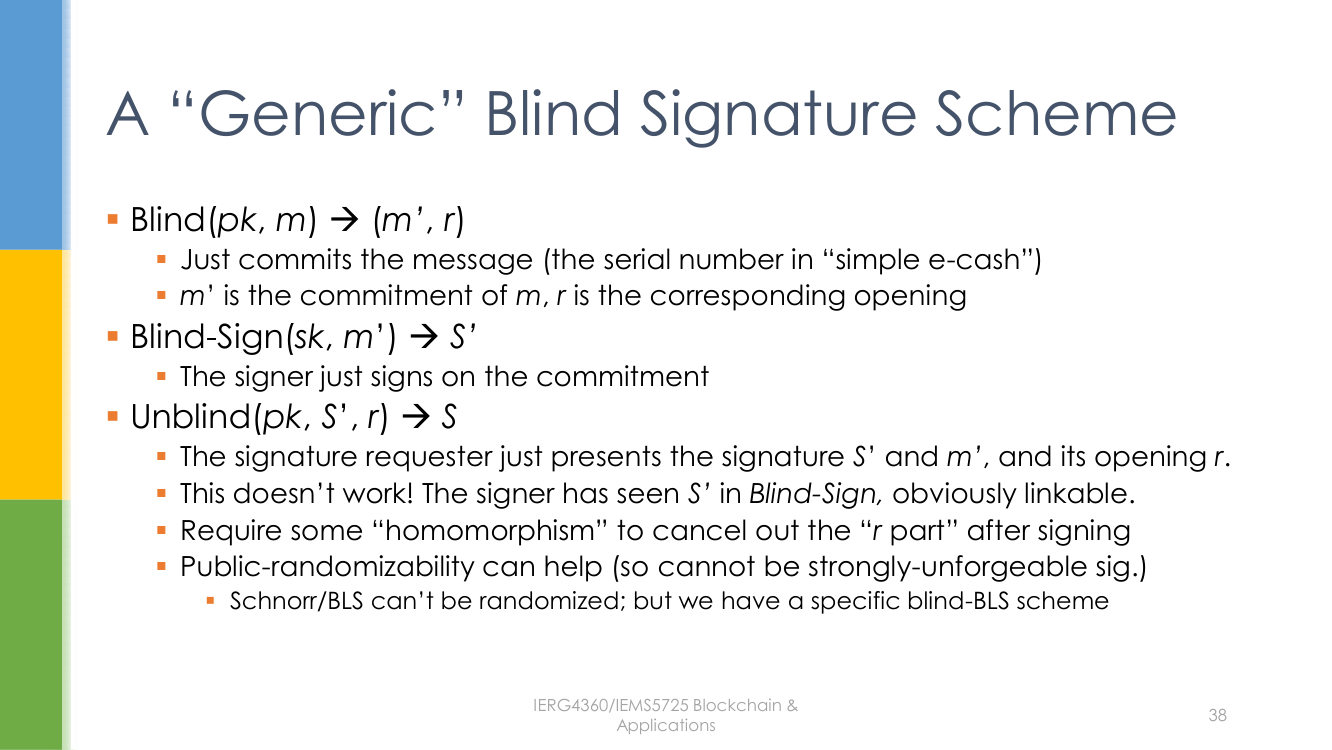 A “Generic” Blind Signature Scheme
▪ Blind(pk, m) → (m’, r)
▪ Just commits the message (the serial number in “simple e-cash”)
▪ m’ is the commitment of m, r is the corresponding opening
▪ Blind-Sign(sk, m’) → S’
▪ The signer just signs on the commitment
▪ Unblind(pk, S’, r) → S
▪ The signature requester just presents the signature S’ and m’, and its opening r.
▪ This doesn’t work! The signer has seen S’ in Blind-Sign, obviously linkable.
▪ Require some “homomorphism” to cancel out the “r part” after signing
▪ Public-randomizability can help (so cannot be strongly-unforgeable sig.)
▪ Schnorr/BLS can’t be randomized; but we have a specific blind-BLS scheme
IERG4360/IEMS5725 Blockchain &
Applications
38